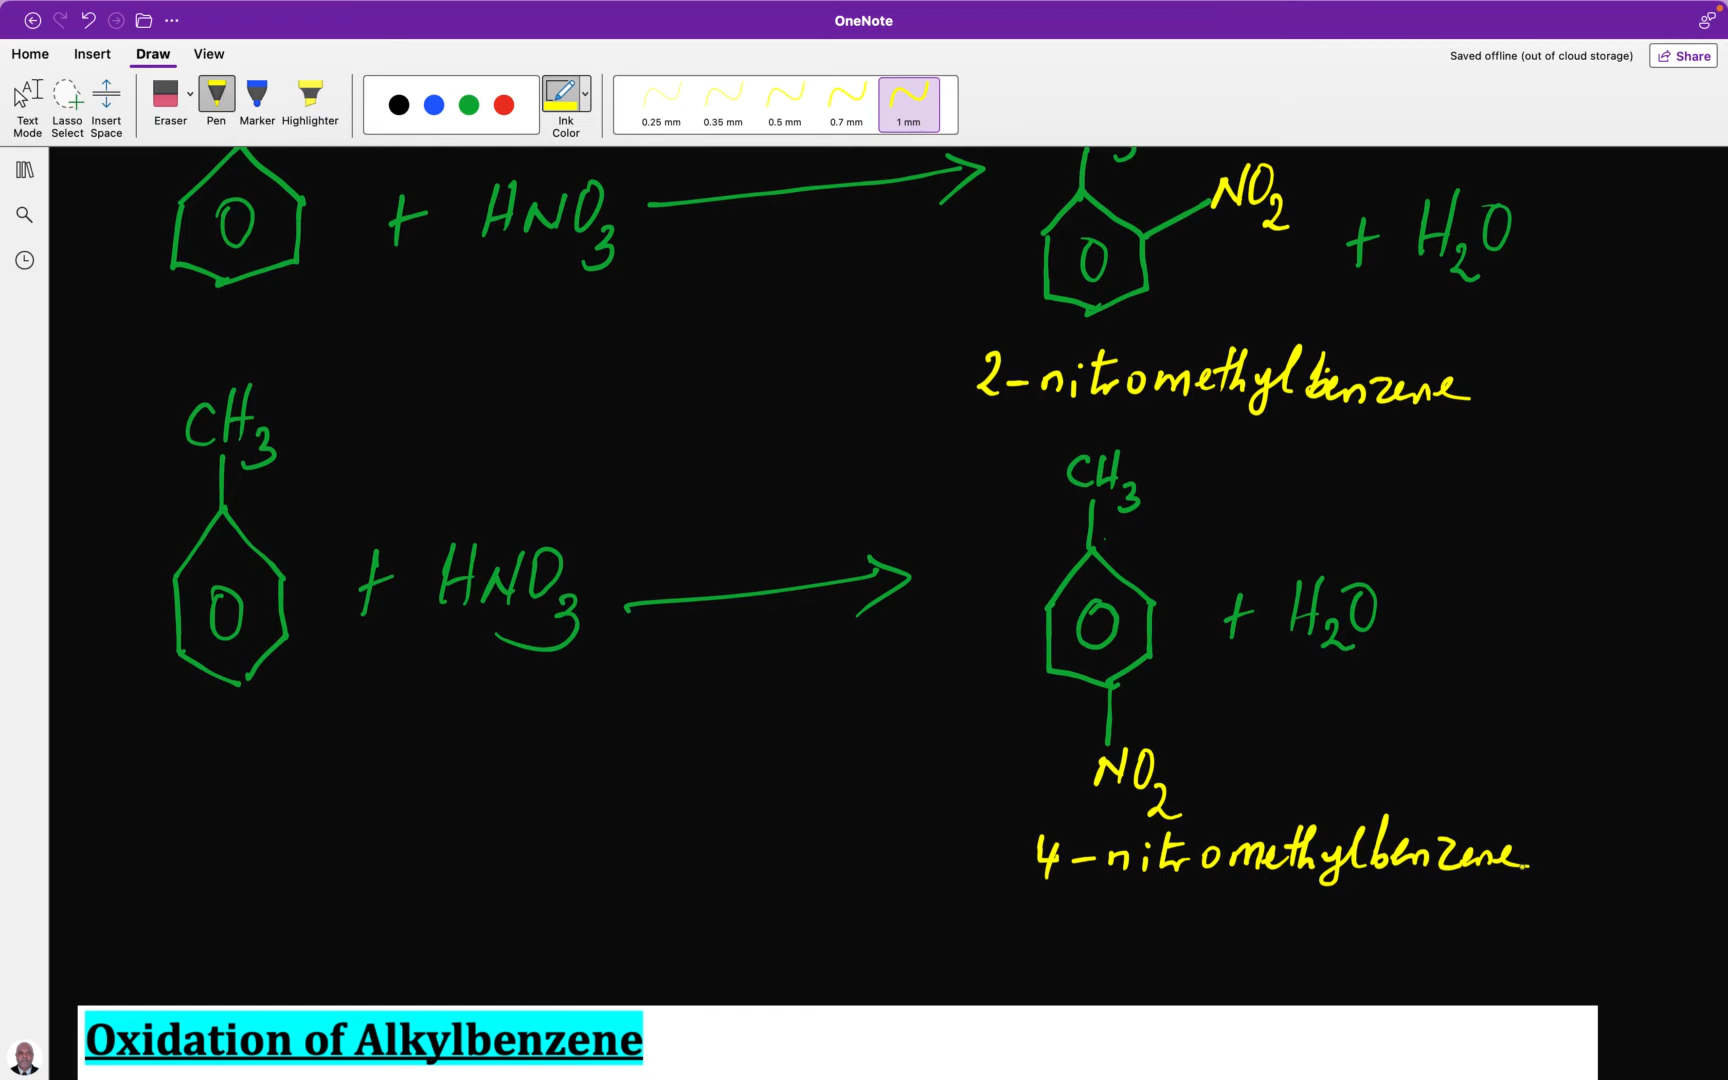 OneNote
Home Insert Draw View
Saved offline (out of cloud storage) Share
Text Mode Lasso Select Insert Space Eraser Pen Marker Highlighter Ink Color 0.25 mm 0.35 mm 0.5 mm 0.7 mm 1 mm
+ HNO3 NO2 + H2O
2-nitromethylbenzene
CH3 CH3
+ HNO3 + H2O
NO2
4-nitromethylbenzene
Oxidation of Alkylbenzene